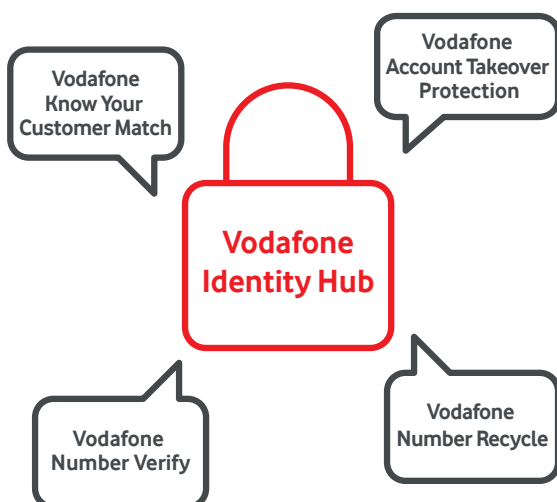 Vodafone
Know Your
Customer Match
Vodafone
Account Takeover
Protection
Vodafone
Identity Hub
Vodafone
Number Verify
Vodafone
Number Recycle